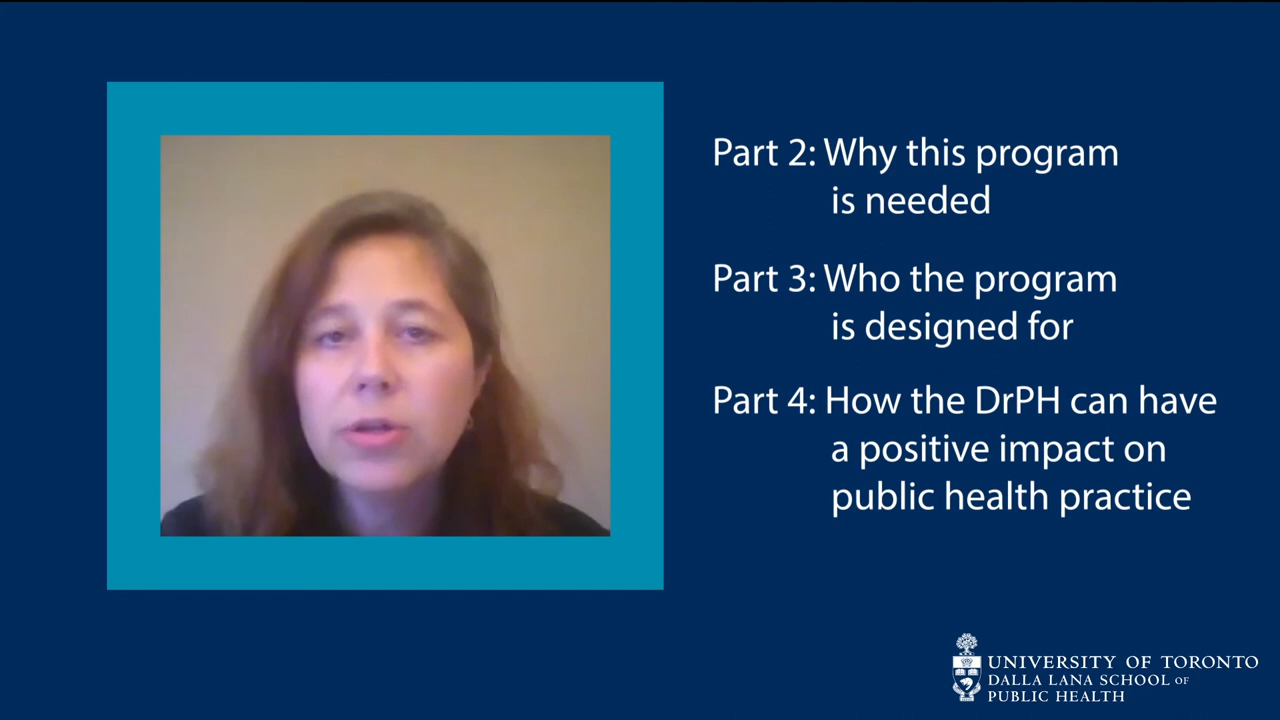 Part 2: Why this program
is needed
Part 3: Who the program
is designed for
Part 4: How the DrPH can have
a positive impact on
public health practice
UNIVERSITY OF TORONTO
DALLA LANA SCHOOL OF
PUBLIC HEALTH